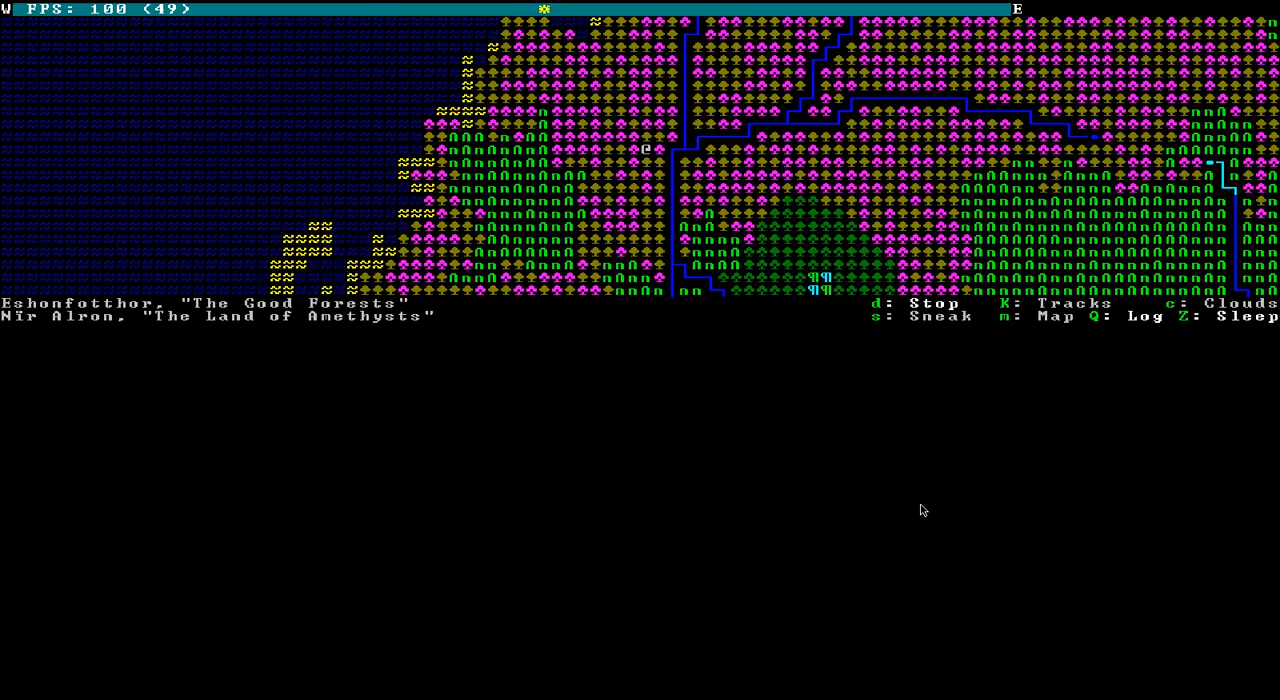 W FPS: 100 (49) E
Eshonfotthor, "The Good Forests" d: Stop K: Tracks c: Clouds
Nïr Alron, "The Land of Amethysts" s: Sneak m: Map Q: Log Z: Sleep